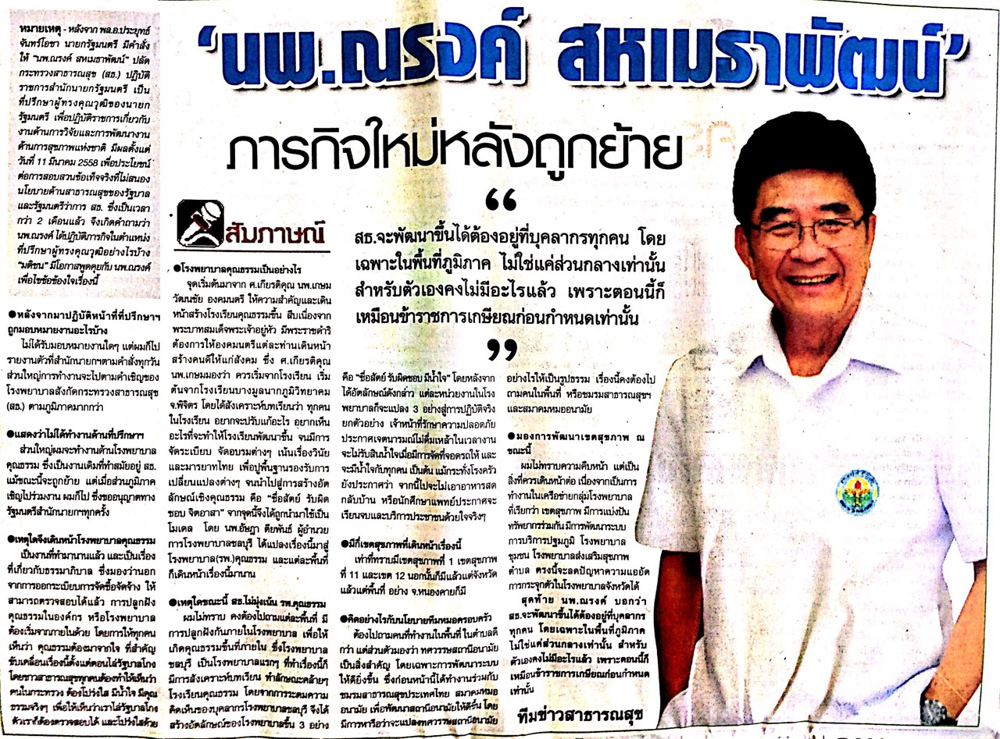 'นพ.ณรงค์ สหเมธาพัฒน์'
ภารกิจใหม่หลังถูกย้าย
หมายเหตุ - หลังจาก พล.อ.ประยุทธ์
จันทร์โอชา นายกรัฐมนตรี มีคำสั่ง
ให้ "นพ.ณรงค์ สหเมธาพัฒน์" ปลัด
กระทรวงสาธารณสุข (สธ.) ปฏิบัติ
ราชการสำนักนายกรัฐมนตรี เป็น
ที่ปรึกษาผู้ทรงคุณวุฒิของนายก
รัฐมนตรี เพื่อปฏิบัติราชการเกี่ยวกับ
งานด้านการวิจัยและการพัฒนางาน
ด้านการสุขภาพแห่งชาติ มีผลตั้งแต่
วันที่ 11 มีนาคม 2558 เพื่อประโยชน์
ต่อการสอบสวนข้อเท็จจริงที่ไม่สนอง
นโยบายด้านสาธารณสุขของรัฐบาล
และรัฐมนตรีว่าการ สธ. ซึ่งเป็นเวลา
กว่า 2 เดือนแล้ว จึงเกิดคำถามว่า
นพ.ณรงค์ ได้ปฏิบัติภารกิจในตำแหน่ง
ที่ปรึกษาผู้ทรงคุณวุฒิอย่างไรบ้าง
"มติชน" มีโอกาสพูดคุยกับ นพ.ณรงค์
เพื่อไขข้อข้องใจเรื่องนี้
●หลังจากมาปฏิบัติหน้าที่ที่ปรึกษาฯ
ถูกมอบหมายงานอะไรบ้าง
ไม่ได้รับมอบหมายงานใดๆ แต่ผมก็ไป
รายงานตัวที่สำนักนายกฯตามคำสั่งทุกวัน
ส่วนใหญ่การทำงานจะไปตามคำเชิญของ
โรงพยาบาลสังกัดกระทรวงสาธารณสุข
(สธ.) ตามภูมิภาคมากกว่า
●แสดงว่าไม่ได้ทำงานด้านที่ปรึกษาฯ
ส่วนใหญ่ผมจะทำงานด้านโรงพยาบาล
คุณธรรม ซึ่งเป็นงานเดิมที่ทำสมัยอยู่ สธ.
แม้ขณะนี้จะถูกย้าย แต่เมื่อส่วนภูมิภาค
เชิญไปร่วมงาน ผมก็ไป ซึ่งขออนุญาตทาง
รัฐมนตรีสำนักนายกฯทุกครั้ง
●เหตุใดจึงเดินหน้าโรงพยาบาลคุณธรรม
เป็นงานที่ทำมานานแล้ว และเป็นเรื่อง
ที่เกี่ยวกับธรรมาภิบาล ซึ่งมองว่านอก
จากการออกระเบียบการจัดซื้อจัดจ้าง ให้
สามารถตรวจสอบได้แล้ว การปลูกฝัง
คุณธรรมในองค์กร หรือโรงพยาบาล
ต้องเริ่มจากภายในด้วย โดยการให้ทุกคน
เห็นว่า คุณธรรมต้องมาจากใจ ที่สำคัญ
ขับเคลื่อนเรื่องนี้ตั้งแต่ตอนไล่รัฐบาลโกง
โดยชาวสาธารณสุขทุกคนต้องทำให้เห็นว่า
คนในกระทรวง ต้องโปร่งใส มีน้ำใจ มีคุณ
ธรรมจริงๆ เพื่อให้เห็นว่าเราไล่รัฐบาลโกง
ตัวเราก็ต้องตรวจสอบได้ และโปร่งใสด้วย
สัมภาษณ์
●โรงพยาบาลคุณธรรมเป็นอย่างไร
จุดเริ่มต้นมาจาก ศ.เกียรติคุณ นพ.เกษม
วัฒนชัย องคมนตรี ให้ความสำคัญและเดิน
หน้าสร้างโรงเรียนคุณธรรมขึ้น สืบเนื่องจาก
พระบาทสมเด็จพระเจ้าอยู่หัว มีพระราชดำริ
ต้องการให้องคมนตรีแต่ละท่านเดินหน้า
สร้างคนดีให้แก่สังคม ซึ่ง ศ.เกียรติคุณ
นพ.เกษมมองว่า ควรเริ่มจากโรงเรียน เริ่ม
ต้นจากโรงเรียนบางมูลนากภูมิวิทยาคม
จ.พิจิตร โดยได้สังเคราะห์บทเรียนว่า ทุกคน
ในโรงเรียน อยากจะปรับแก้อะไร อยากเห็น
อะไรที่จะทำให้โรงเรียนพัฒนาขึ้น จนมีการ
จัดระเบียบ จัดอบรมต่างๆ เน้นเรื่องวินัย
และมารยาทไทย เพื่อปูพื้นฐานรองรับการ
เปลี่ยนแปลงต่างๆ จนนำไปสู่การสร้างอัต
ลักษณ์เชิงคุณธรรม คือ "ซื่อสัตย์ รับผิด
ชอบ จิตอาสา" จากจุดนี้จึงได้ถูกนำมาใช้เป็น
โมเดล โดย นพ.อัษฎา ตียพันธ์ ผู้อำนวย
การโรงพยาบาลชลบุรี ได้แปลงเรื่องนี้มาสู่
โรงพยาบาล(รพ.)คุณธรรม และแต่ละพื้นที่
ก็เดินหน้าเรื่องนี้มานาน
●เหตุใดขณะนี้ สธ.ไม่มุ่งเน้น รพ.คุณธรรม
ผมไม่ทราบ คงต้องไปถามแต่ละพื้นที่ มี
การปลูกฝังกันภายในโรงพยาบาล เพื่อให้
เกิดคุณธรรมขึ้นที่ภายใน ซึ่งโรงพยาบาล
ชลบุรี เป็นโรงพยาบาลแรกๆ ที่ทำเรื่องนี้ก็
มีการสังเคราะห์บทเรียน ทำลักษณะคล้ายๆ
โรงเรียนคุณธรรม โดยจากการระดมความ
คิดเห็นของบุคลากรโรงพยาบาลชลบุรี จึงได้
สร้างอัตลักษณ์ของโรงพยาบาลขึ้น 3 อย่าง
“
สธ.จะพัฒนาขึ้นได้ต้องอยู่ที่บุคลากรทุกคน โดย
เฉพาะในพื้นที่ภูมิภาค ไม่ใช่แค่ส่วนกลางเท่านั้น
สำหรับตัวเองคงไม่มีอะไรแล้ว เพราะตอนนี้ก็
เหมือนข้าราชการเกษียณก่อนกำหนดเท่านั้น
”
คือ "ซื่อสัตย์ รับผิดชอบ มีน้ำใจ" โดยหลังจาก
ได้อัตลักษณ์ดังกล่าว แต่ละหน่วยงานในโรง
พยาบาลก็จะแปลง 3 อย่างสู่การปฏิบัติจริง
ยกตัวอย่าง เจ้าหน้าที่รักษาความปลอดภัย
ประกาศเจตนารมณ์ไม่ดื่มเหล้าในเวลางาน
จะไม่รับสินน้ำใจเมื่อมีการจัดที่จอดรถให้ และ
จะมีน้ำใจกับทุกคน เป็นต้น แม้กระทั่งโรงครัว
ยังประกาศว่า จากนี้ไปจะไม่เอาอาหารสด
กลับบ้าน หรือนักศึกษาแพทย์ประกาศจะ
เรียนจบและบริการประชาชนด้วยใจจริงๆ
●มีกี่เขตสุขภาพที่เดินหน้าเรื่องนี้
เท่าที่ทราบมีเขตสุขภาพที่ 1 เขตสุขภาพ
ที่ 11 และเขต 12 นอกนั้นก็มีแล้วแต่จังหวัด
แล้วแต่พื้นที่ อย่าง จ.หนองคายก็มี
●คิดอย่างไรกับนโยบายทีมหมอครอบครัว
ต้องไปถามคนที่ทำงานในพื้นที่ ในตำบลดี
กว่า แต่ส่วนตัวมองว่า ทศวรรษสถานีอนามัย
เป็นสิ่งสำคัญ โดยเฉพาะการพัฒนาระบบ
ให้ดียิ่งขึ้น ซึ่งก่อนหน้านี้ได้ทำงานร่วมกับ
ชมรมสาธารณสุขประเทศไทย สมาคมหมอ
อนามัย เพื่อพัฒนาสถานีอนามัยให้ดีขึ้น โดย
มีการหารือว่าจะแปลงทศวรรษสถานีอนามัย
อย่างไรให้เป็นรูปธรรม เรื่องนี้คงต้องไป
ถามคนในพื้นที่ หรือชมรมสาธารณสุขฯ
และสมาคมหมออนามัย
●มองการพัฒนาเขตสุขภาพ ณ
ขณะนี้
ผมไม่ทราบความคืบหน้า แต่เป็น
สิ่งที่ควรเดินหน้าต่อ เนื่องจากเป็นการ
ทำงานในเครือข่ายกลุ่มโรงพยาบาล
ที่เรียกว่า เขตสุขภาพ มีการแบ่งปัน
ทรัพยากรร่วมกัน มีการพัฒนาระบบ
การบริการปฐมภูมิ โรงพยาบาล
ชุมชน โรงพยาบาลส่งเสริมสุขภาพ
ตำบล ตรงนี้จะลดปัญหาความแออัด
การกระจุกตัวในโรงพยาบาลจังหวัดได้
สุดท้าย นพ.ณรงค์ บอกว่า
สธ.จะพัฒนาขึ้นได้ต้องอยู่ที่บุคลากร
ทุกคน โดยเฉพาะในพื้นที่ภูมิภาค
ไม่ใช่แค่ส่วนกลางเท่านั้น สำหรับ
ตัวเองคงไม่มีอะไรแล้ว เพราะตอนนี้ก็
เหมือนข้าราชการเกษียณก่อนกำหนด
เท่านั้น
ทีมข่าวสาธารณสุข